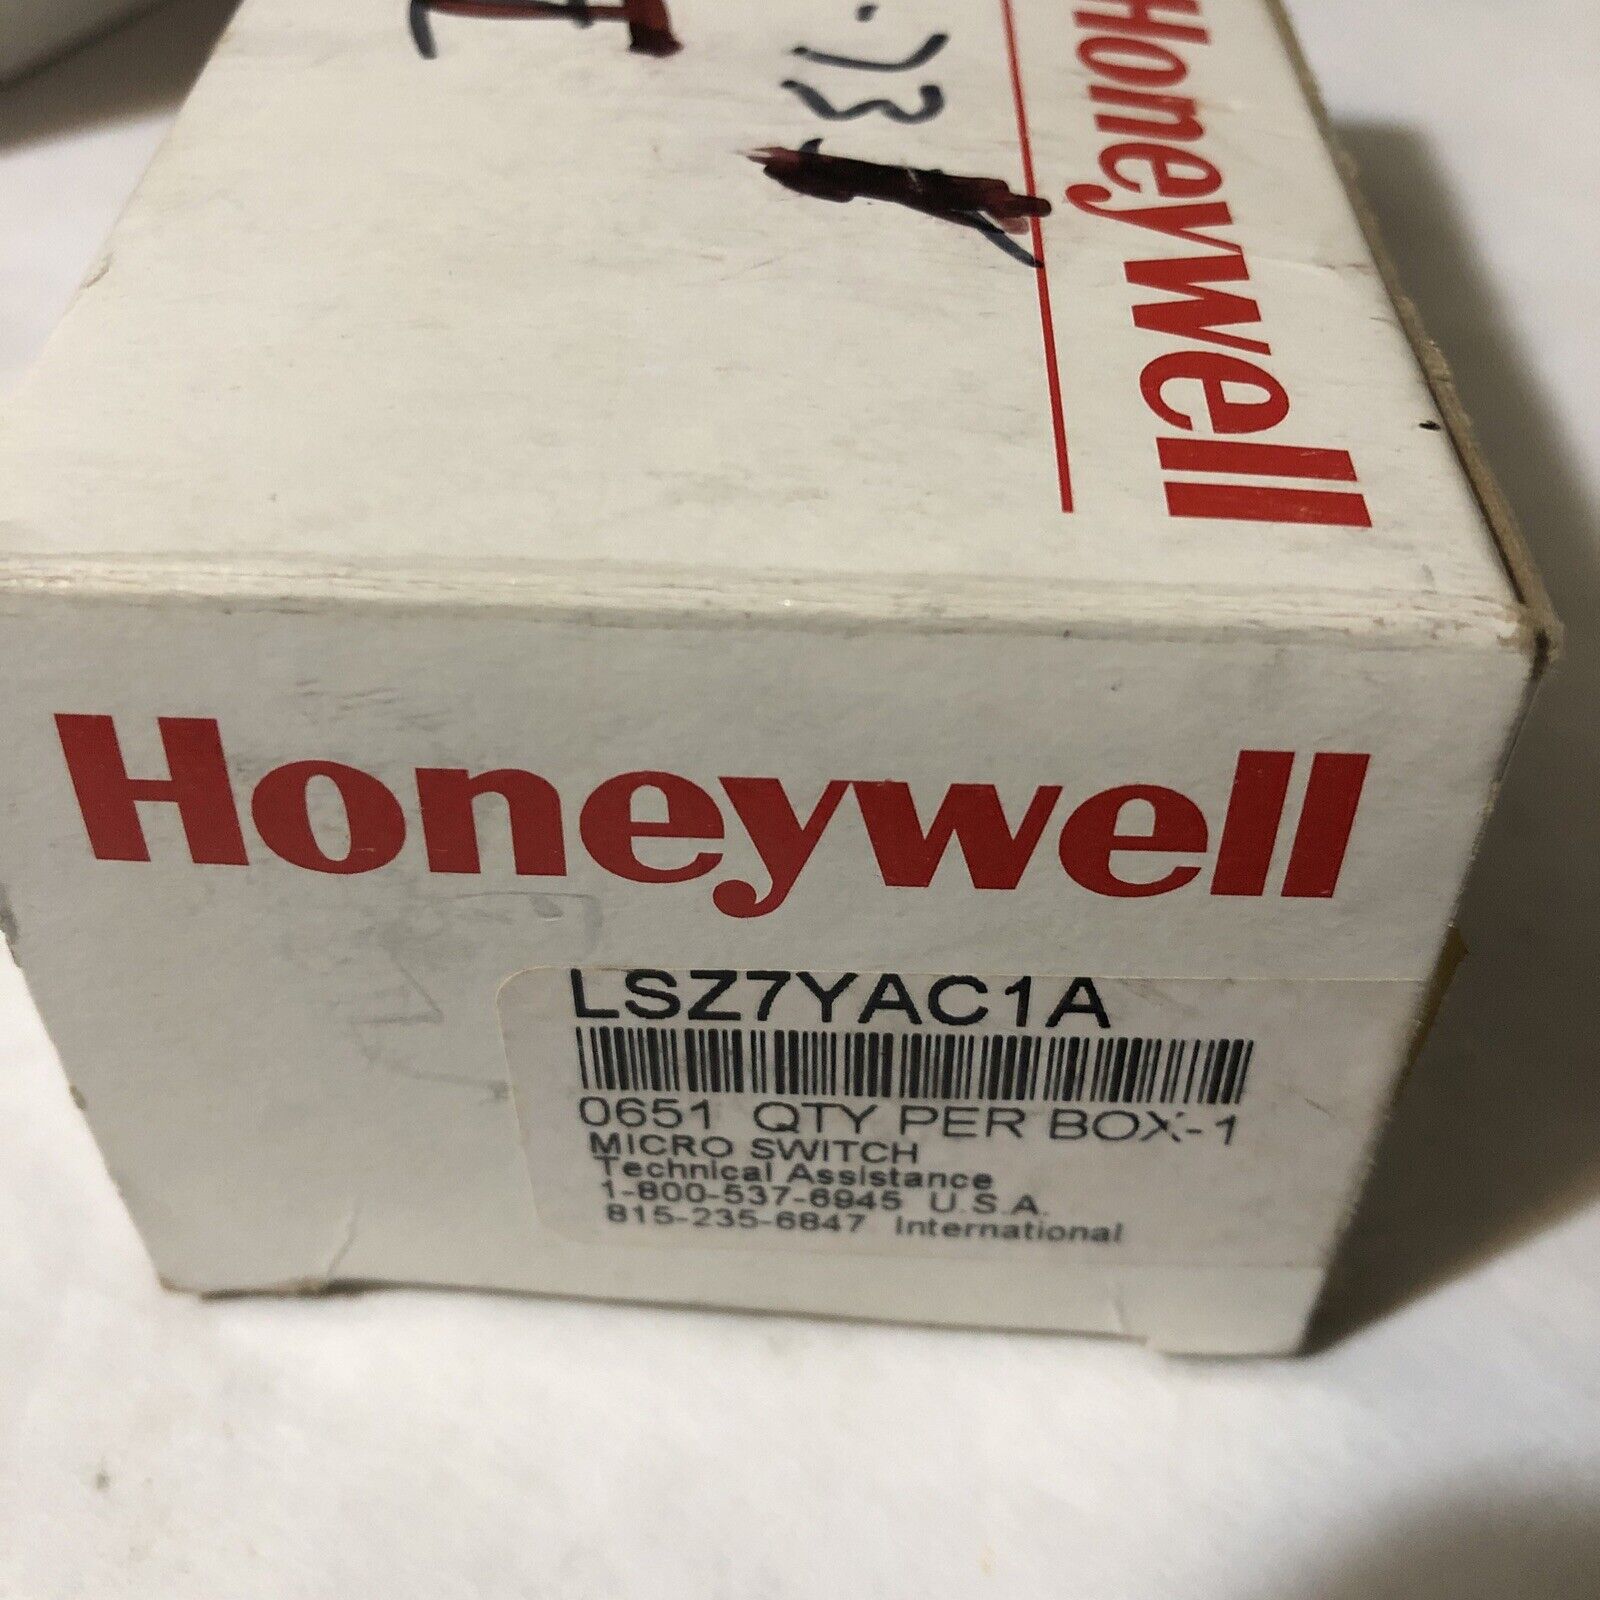 Honeywell
Honeywell
LSZ7YAC1A
0651 QTY PER BOX-1
MICRO SWITCH
Technical Assistance
1-800-537-6945 U.S.A.
815-235-6847 International